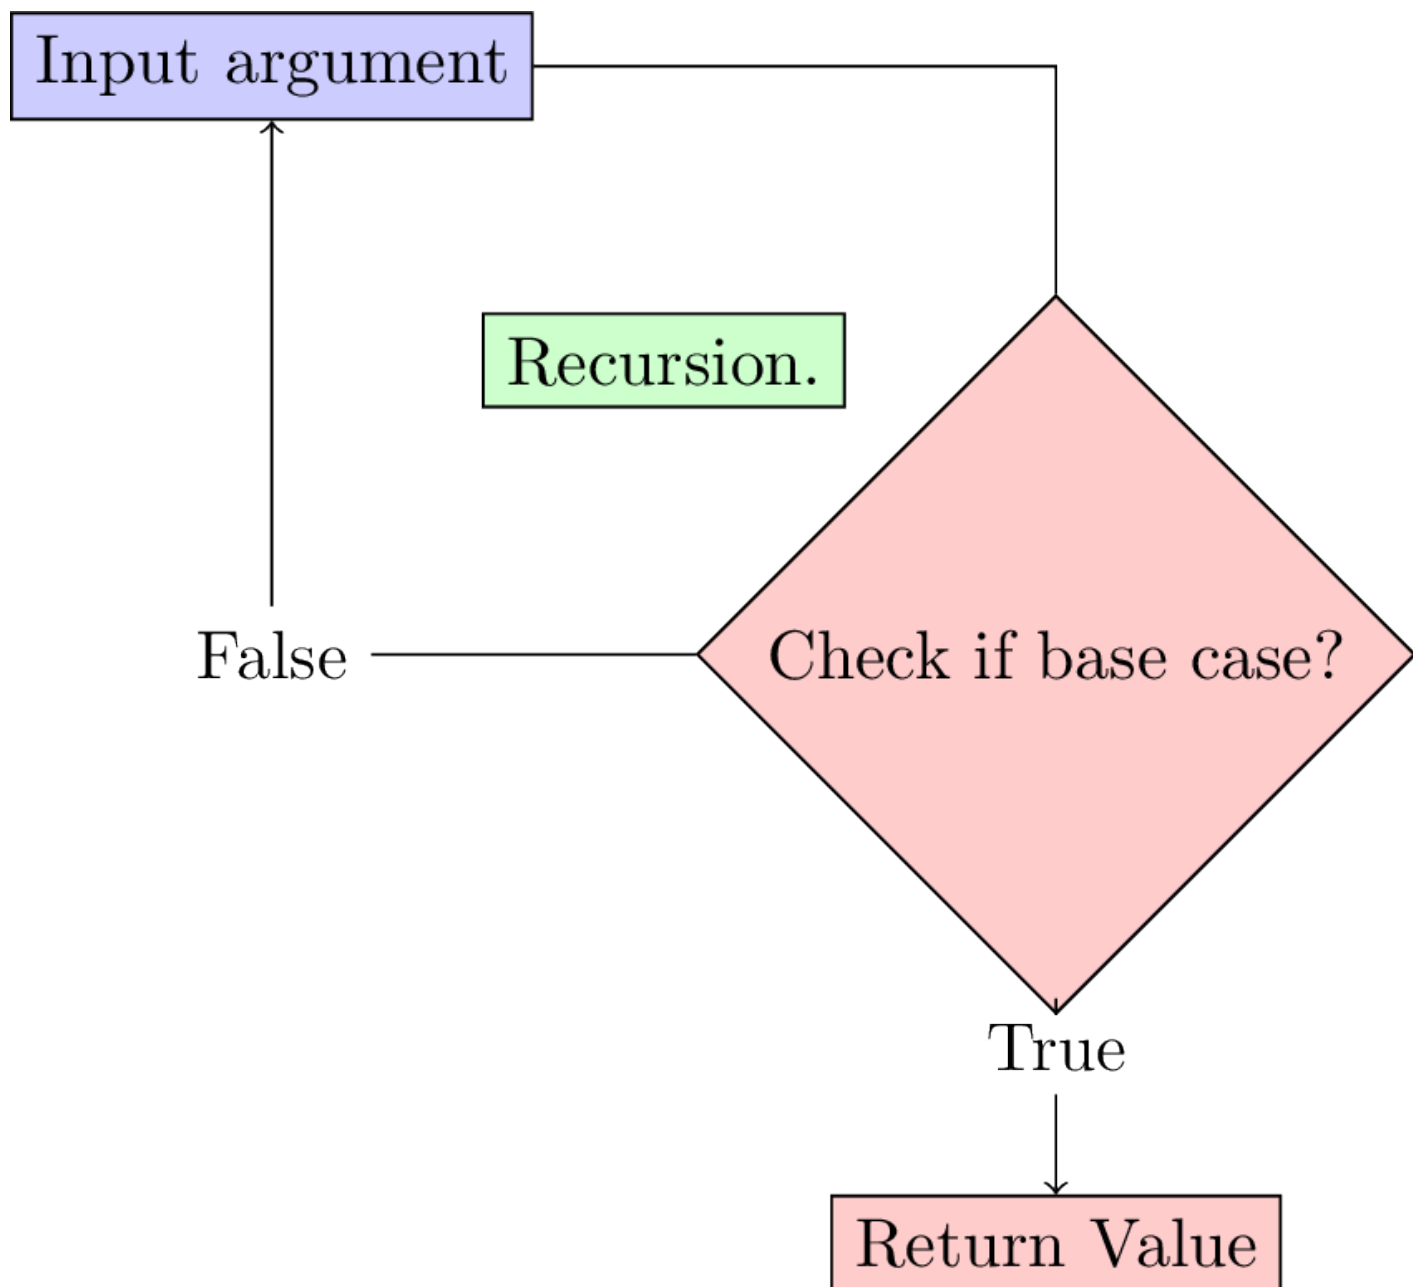 Input argument
Recursion.
False
Check if base case?
True
Return Value